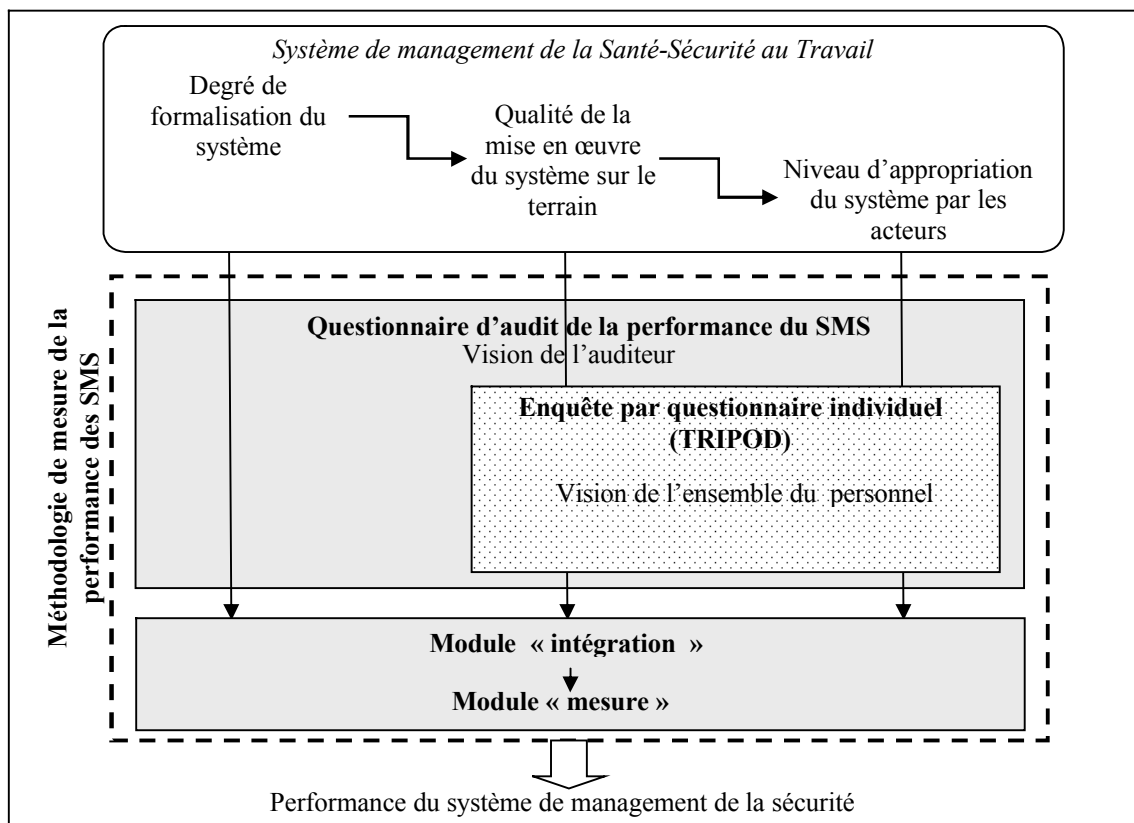 Système de management de la Santé-Sécurité au Travail
Degré de
formalisation du
système
Qualité de la
mise en œuvre
du système sur le
terrain
Niveau d’appropriation
du système par les
acteurs
Méthodologie de mesure de la
performance des SMS
Questionnaire d’audit de la performance du SMS
Vision de l’auditeur
Enquête par questionnaire individuel
(TRIPOD)
Vision de l’ensemble du personnel
Module « intégration »
Module « mesure »
Performance du système de management de la sécurité